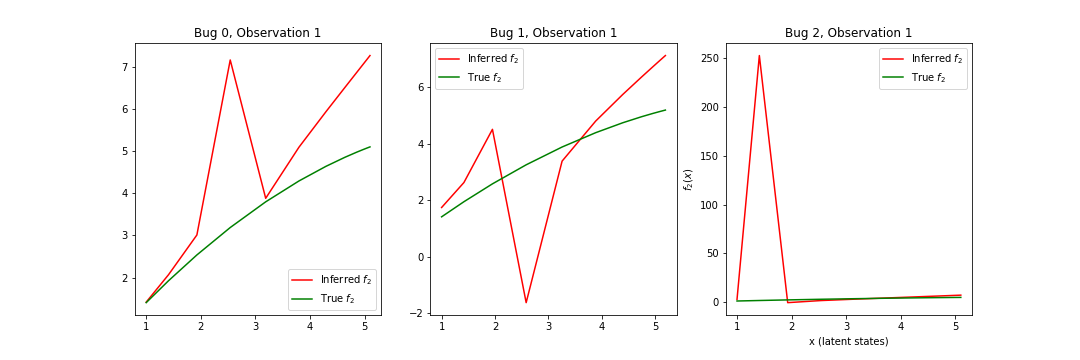 Bug 0, Observation 1
7
6
5
4
3
2
1
2
3
4
5
Inferred f₂
True f₂
Bug 1, Observation 1
6
4
2
0
−2
1
2
3
4
5
Inferred f₂
True f₂
Bug 2, Observation 1
f₂(x)
250
200
150
100
50
0
1
2
3
4
5
x (latent states)
Inferred f₂
True f₂